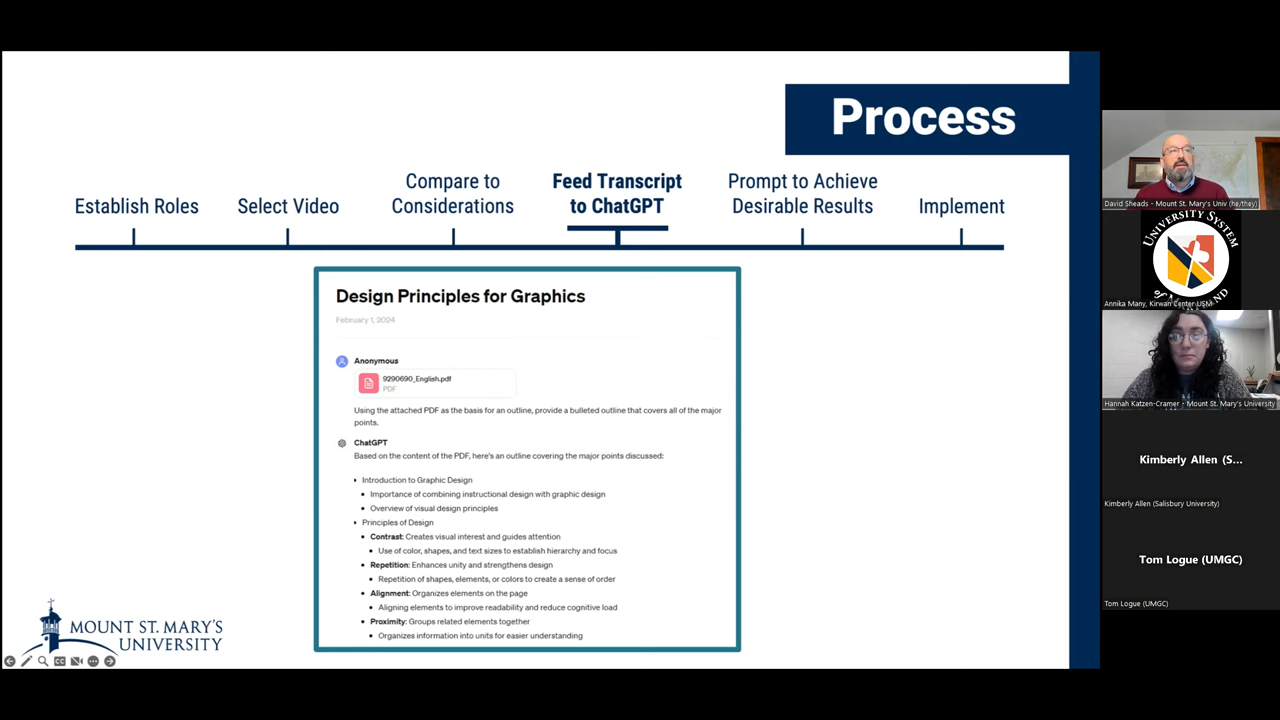 Process
Establish Roles
Select Video
Compare to
Considerations
Feed Transcript
to ChatGPT
Prompt to Achieve
Desirable Results
Implement
Design Principles for Graphics
February 1, 2024
Anonymous
9290690_English.pdf
PDF
Using the attached PDF as the basis for an outline, provide a bulleted outline that covers all of the major
points.
ChatGPT
Based on the content of the PDF, here's an outline covering the major points discussed:
Introduction to Graphic Design
Importance of combining instructional design with graphic design
Overview of visual design principles
Principles of Design
Contrast: Creates visual interest and guides attention
Use of color, shapes, and text sizes to establish hierarchy and focus
Repetition: Enhances unity and strengthens design
Repetition of shapes, elements, or colors to create a sense of order
Alignment: Organizes elements on the page
Aligning elements to improve readability and reduce cognitive load
Proximity: Groups related elements together
Organizes information into units for easier understanding
MOUNT ST. MARY'S
UNIVERSITY
CC
David Sheads - Mount St. Mary's Univ (he/they)
UNIVERSITY SYSTEM
of ND
Annika Many, Kirwan Center USM
Hannah Katzen-Cramer - Mount St. Mary's University
Kimberly Allen (S...
Kimberly Allen (Salisbury University)
Tom Logue (UMGC)
Tom Logue (UMGC)